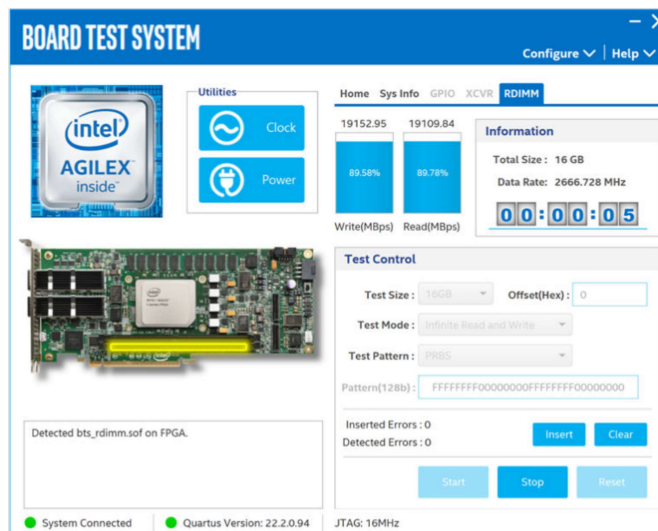 BOARD TEST SYSTEM
Configure Help
intel
AGILEX
inside
Utilities
Clock
Power
Home Sys Info GPIO XCVR RDIMM
19152.95 19109.84
89.58% 89.78%
Write(MBps) Read(MBps)
Information
Total Size : 16 GB
Data Rate: 2666.728 MHz
00:00:05
Test Control
Test Size : 16GB Offset(Hex) : 0
Test Mode : Infinite Read and Write
Test Pattern : PRBS
Pattern(128b) : FFFFFFFF00000000FFFFFFFF00000000
Inserted Errors : 0
Detected Errors : 0
Insert Clear
Start Stop Reset
Detected bts_rdimm.sof on FPGA.
System Connected Quartus Version: 22.2.0.94 JTAG: 16MHz